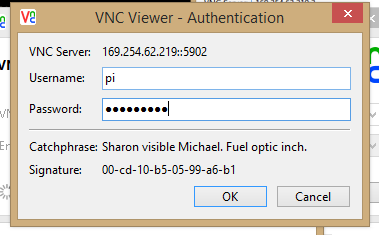 VNC Viewer - Authentication
VNC Server: 169.254.62.219::5902
Username: pi
Password: ●●●●●●●●●
Catchphrase: Sharon visible Michael. Fuel optic inch.
Signature: 00-cd-10-b5-05-99-a6-b1
OK Cancel